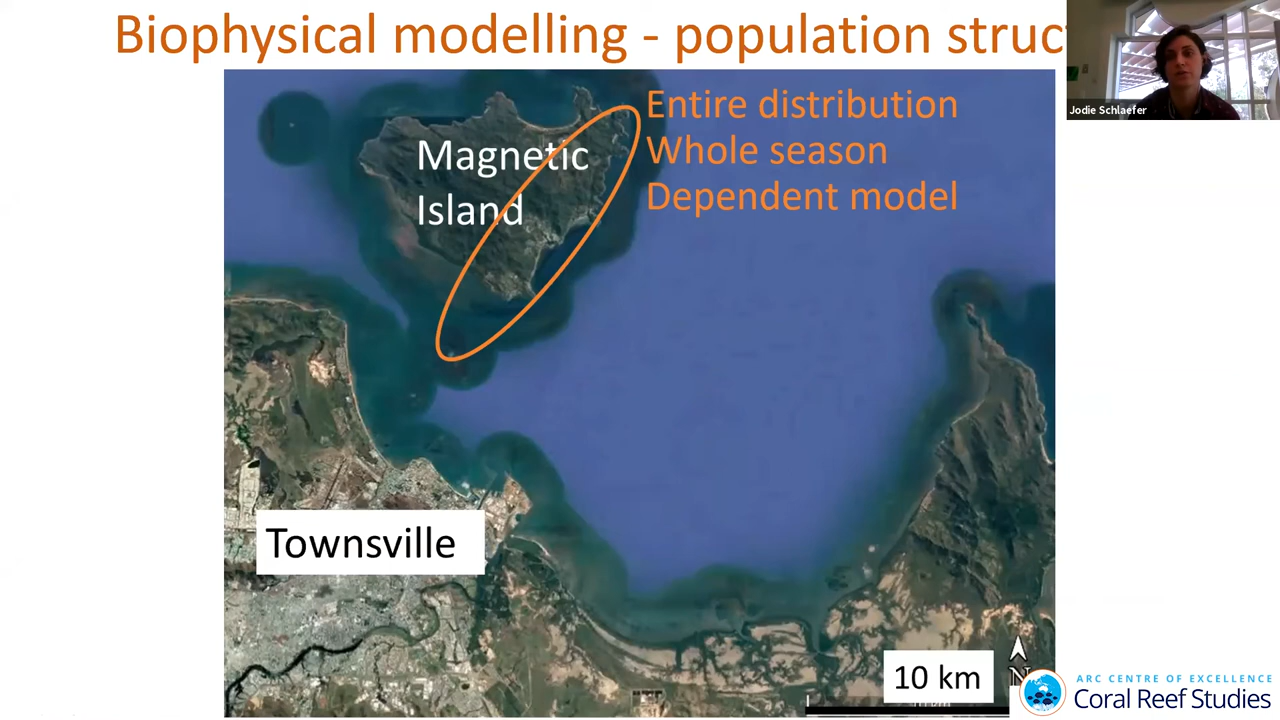 Biophysical modelling - population struc
Jodie Schlaefer
Entire distribution
Whole season
Dependent model
Magnetic
Island
Townsville
10 km
N
ARC CENTRE OF EXCELLENCE
Coral Reef Studies